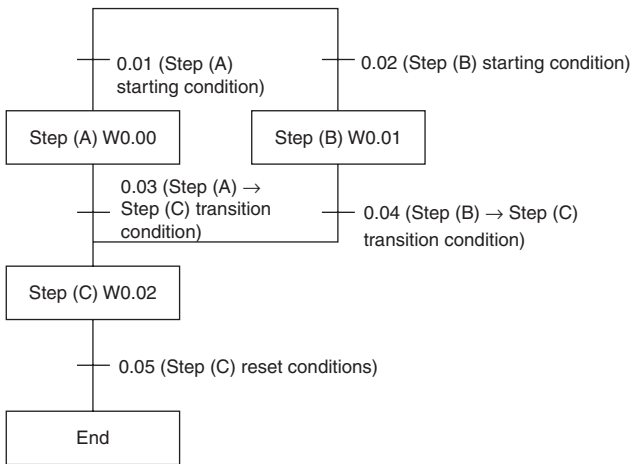 0.01 (Step (A)
starting condition)
0.02 (Step (B) starting condition)
Step (A) W0.00
Step (B) W0.01
0.03 (Step (A) →
Step (C) transition
condition)
0.04 (Step (B) → Step (C)
transition condition)
Step (C) W0.02
0.05 (Step (C) reset conditions)
End